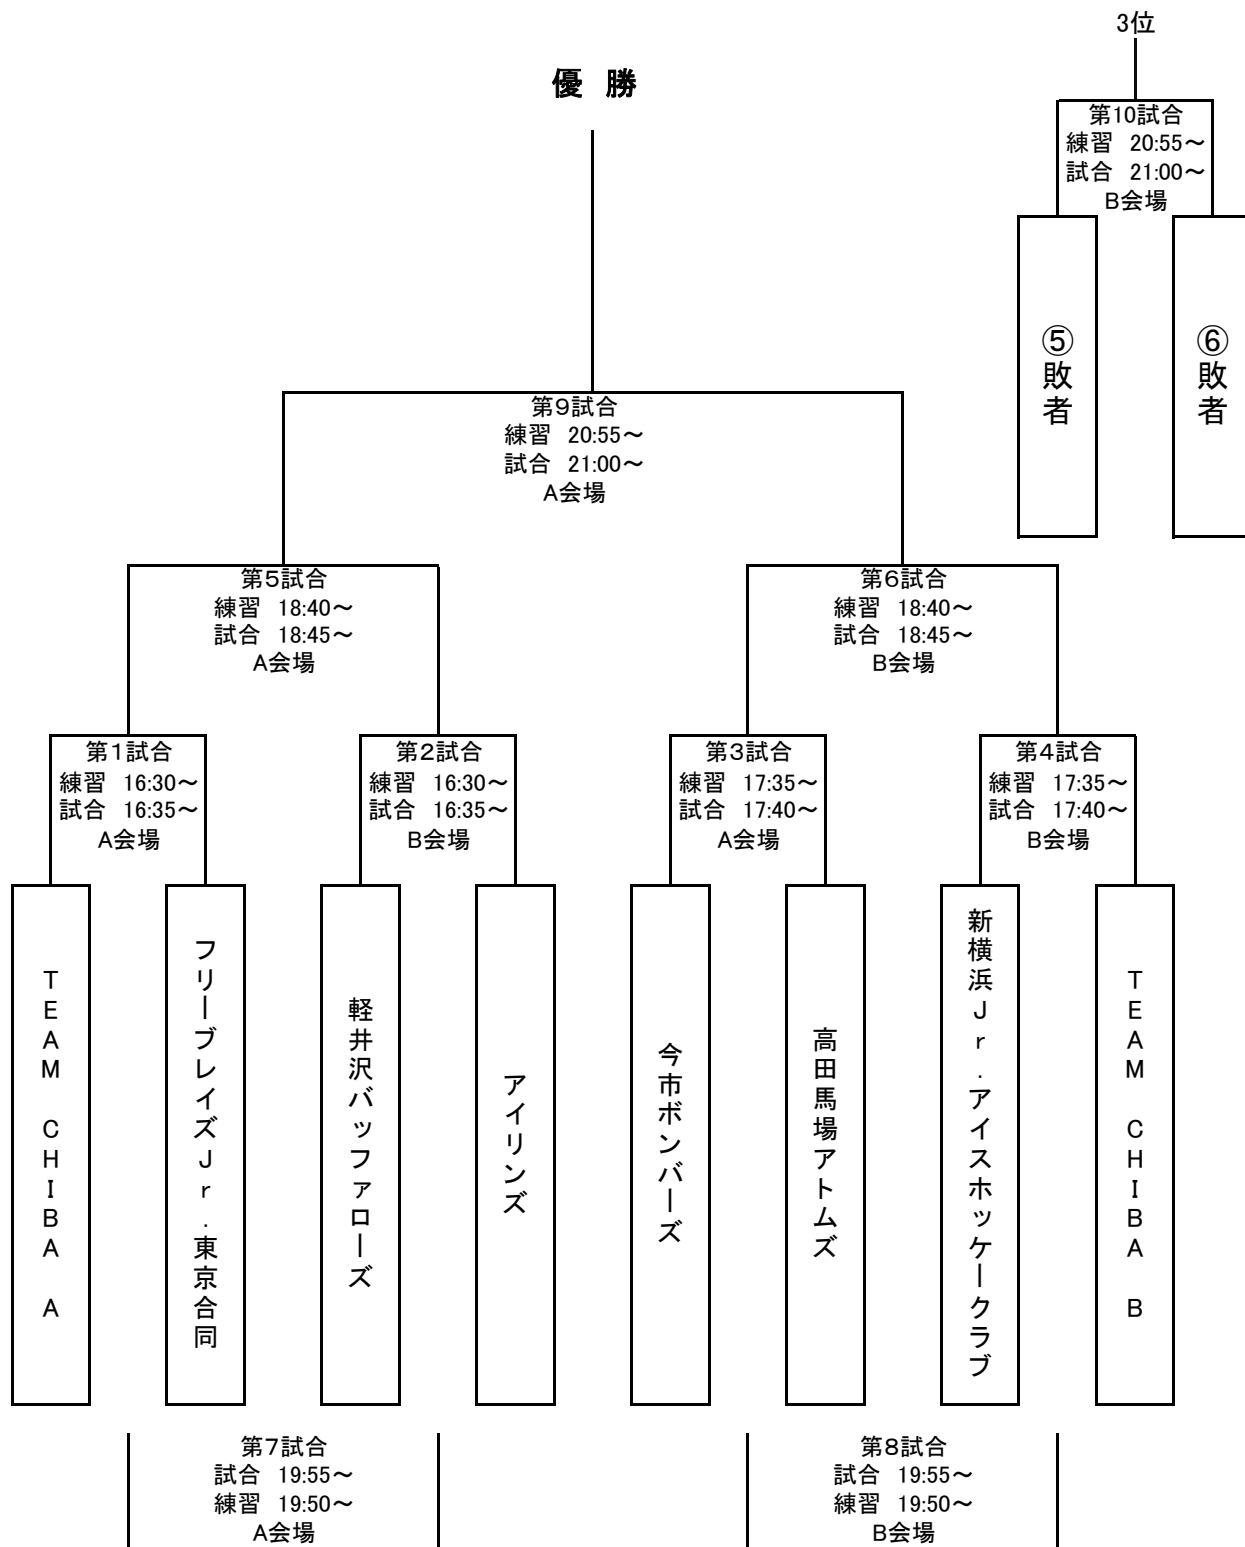 3位
優 勝
第10試合
練習 20:55～
試合 21:00～
B会場
⑤敗者
⑥敗者
第9試合
練習 20:55～
試合 21:00～
A会場
第5試合
練習 18:40～
試合 18:45～
A会場
第6試合
練習 18:40～
試合 18:45～
B会場
第1試合
練習 16:30～
試合 16:35～
A会場
第2試合
練習 16:30～
試合 16:35～
B会場
第3試合
練習 17:35～
試合 17:40～
A会場
第4試合
練習 17:35～
試合 17:40～
B会場
TEAM CHIBA A
フリーブレイズJr.東京合同
軽井沢バッファローズ
アイリンズ
今市ボンバーズ
高田馬場アトムズ
新横浜Jr.アイスホッケークラブ
TEAM CHIBA B
第7試合
試合 19:55～
練習 19:50～
A会場
第8試合
試合 19:55～
練習 19:50～
B会場